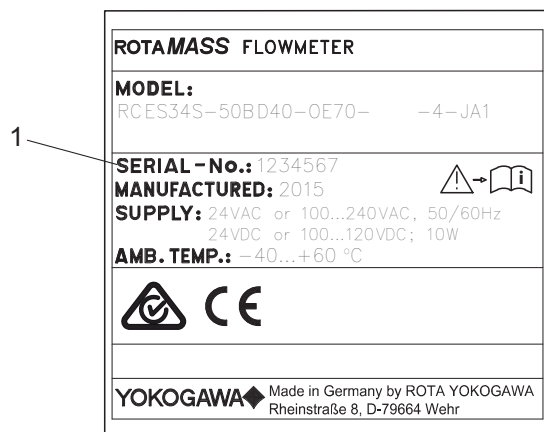 ROTAMASS FLOWMETER
MODEL:
RCES34S-50BD40-0E70-      -4-JA1
1
SERIAL-No.: 1234567
MANUFACTURED: 2015
SUPPLY: 24VAC or 100...240VAC, 50/60Hz
24VDC or 100...120VDC; 10W
AMB. TEMP.: -40...+60 °C
CE
YOKOGAWA Made in Germany by ROTA YOKOGAWA
Rheinstraße 8, D-79664 Wehr